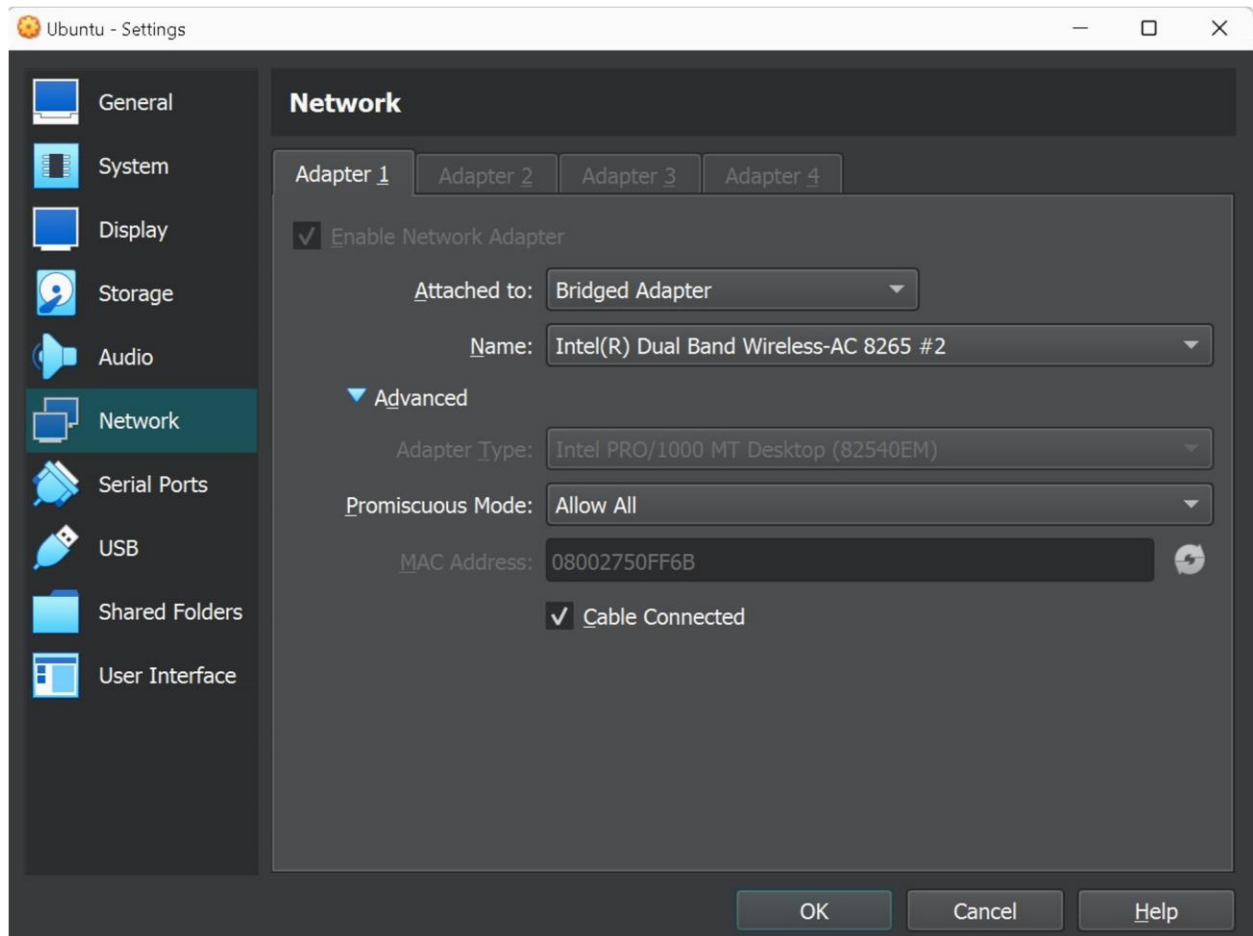 Ubuntu - Settings
General
System
Display
Storage
Audio
Network
Serial Ports
USB
Shared Folders
User Interface
Network
Adapter 1
Adapter 2
Adapter 3
Adapter 4
Enable Network Adapter
Attached to: Bridged Adapter
Name: Intel(R) Dual Band Wireless-AC 8265 #2
Advanced
Adapter Type: Intel PRO/1000 MT Desktop (82540EM)
Promiscuous Mode: Allow All
MAC Address: 08002750FF6B
Cable Connected
OK
Cancel
Help